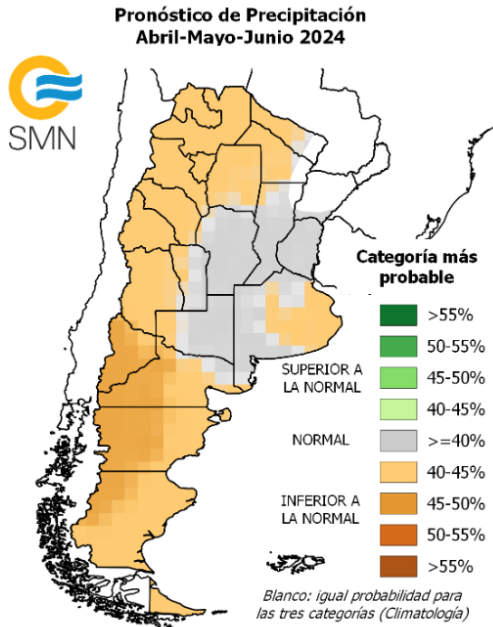 Pronóstico de Precipitación
Abril-Mayo-Junio 2024
SMN
Categoría más
probable
>55%
50-55%
SUPERIOR A
LA NORMAL
45-50%
40-45%
NORMAL
>=40%
40-45%
INFERIOR A
LA NORMAL
45-50%
50-55%
>55%
Blanco: igual probabilidad para
las tres categorías (Climatología)